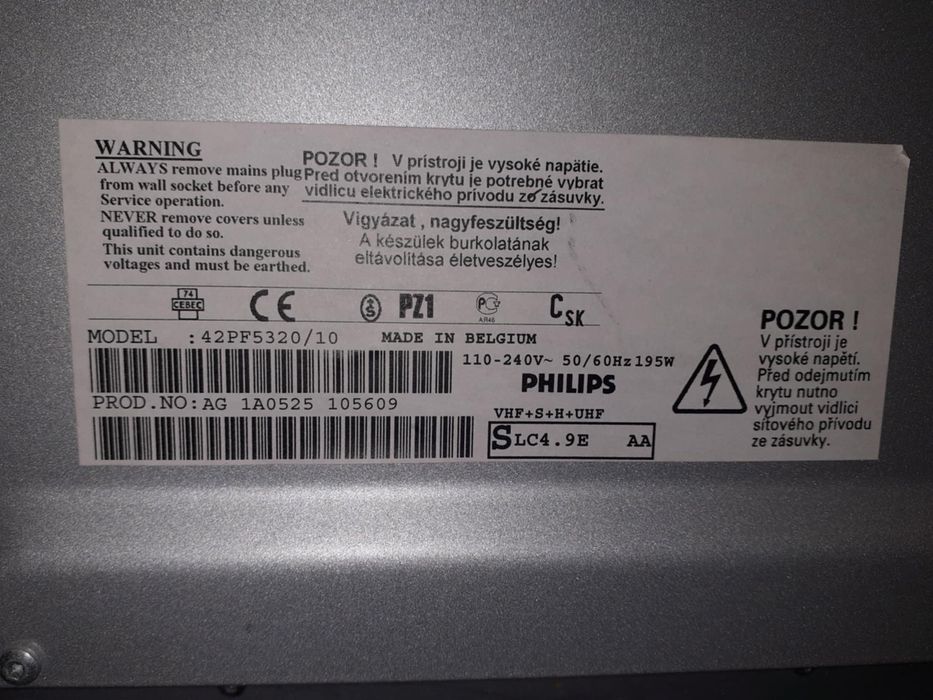 WARNING
ALWAYS remove mains plug
from wall socket before any
Service operation.
NEVER remove covers unless
qualified to do so.
This unit contains dangerous
voltages and must be earthed.
POZOR ! V prístroji je vysoké napätie.
Pred otvorením krytu je potrebné vybrat
vidlicu elektrického prívodu zo zásuvky.
Vigyázat , nagyfeszültség!
A készülek burkolatának
eltávolitása életveszélyes!
74
CEBEC
CE
S
PZ1
PC
AЯ46
CSK
MODEL :42PF5320/10 MADE IN BELGIUM
110-240V~ 50/60Hz 195W
PHILIPS
PROD.NO:AG 1A0525 105609
VHF+S+H+UHF
SLC4.9E AA
POZOR !
V přístroji je
vysoké napětí.
Před odejmutím
krytu nutno
vyjmout vidlici
síťového přívodu
ze zásuvky.